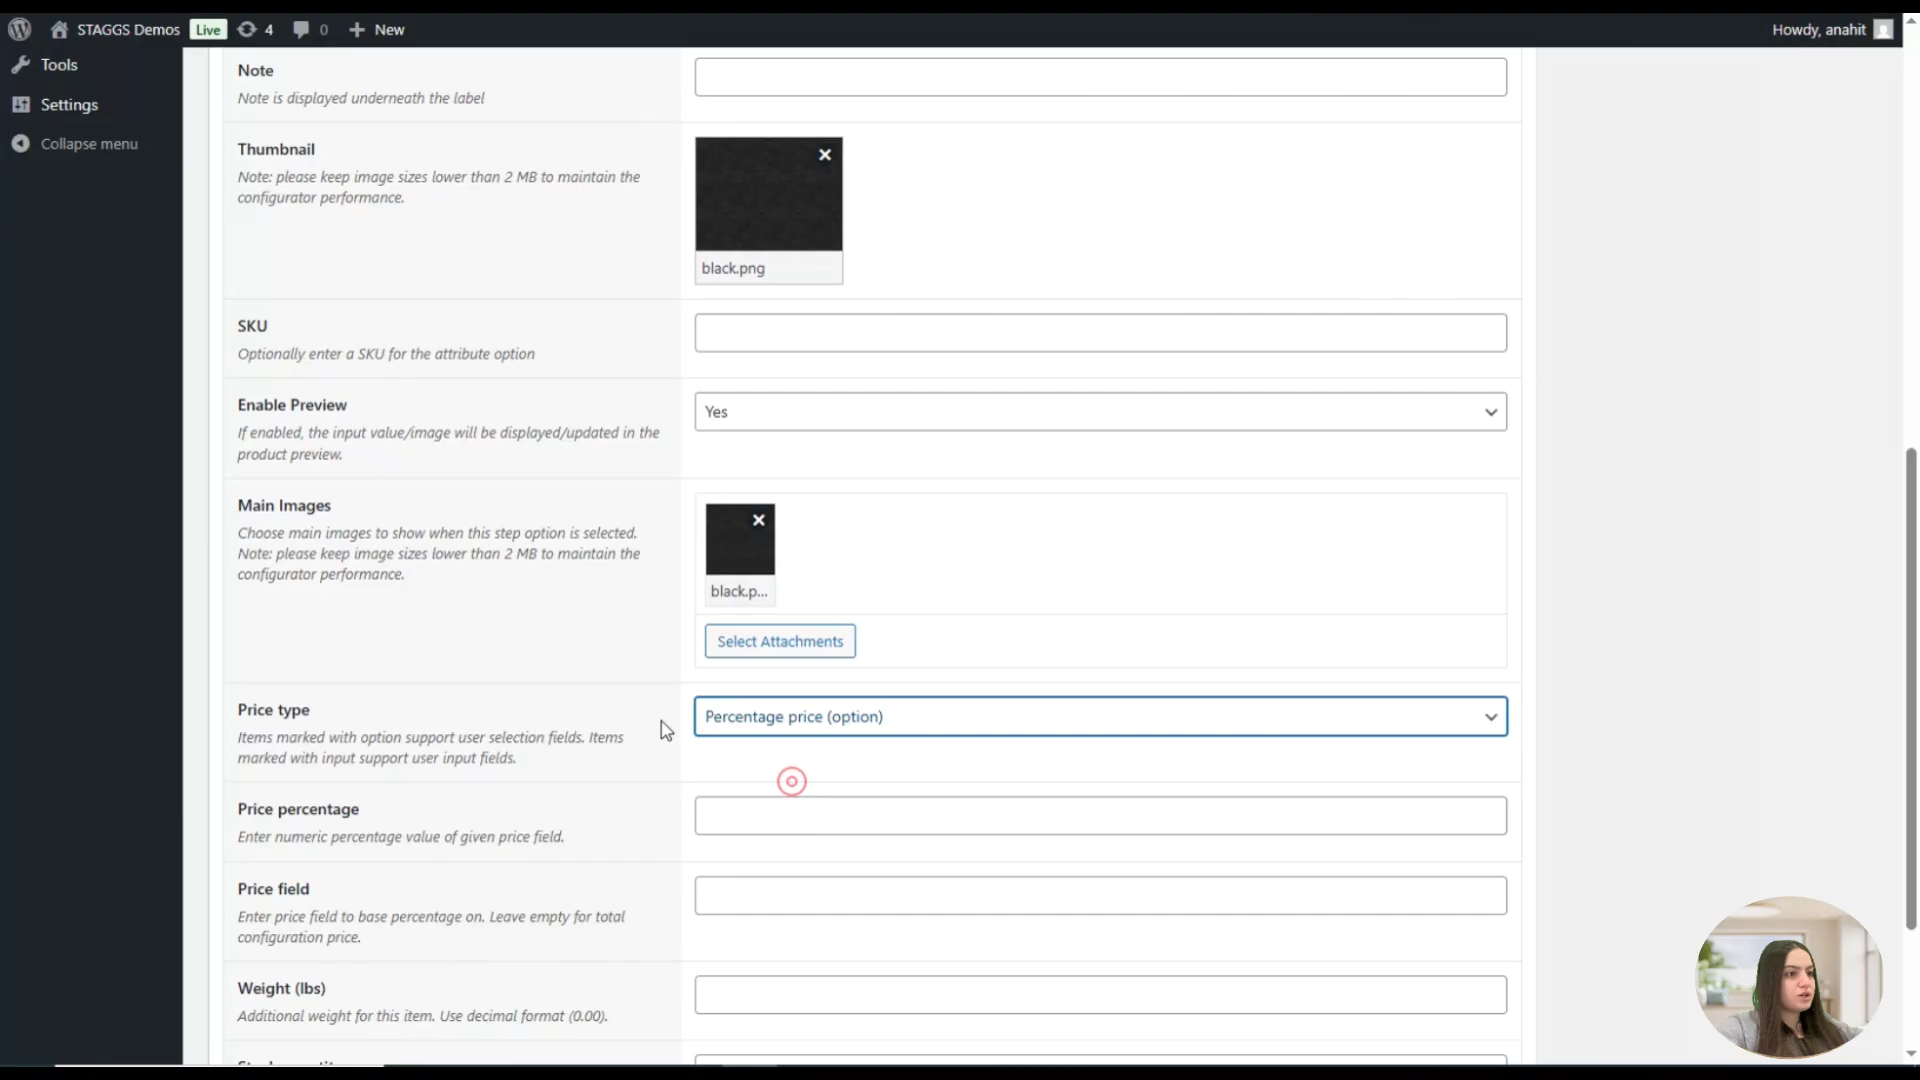 STAGGS Demos Live 4 0 New Howdy, anahit
Tools
Settings
Collapse menu
Note
Note is displayed underneath the label
Thumbnail
Note: please keep image sizes lower than 2 MB to maintain the
configurator performance.
black.png
SKU
Optionally enter a SKU for the attribute option
Enable Preview
If enabled, the input value/image will be displayed/updated in the
product preview.
Yes
Main Images
Choose main images to show when this step option is selected.
Note: please keep image sizes lower than 2 MB to maintain the
configurator performance.
black.p...
Select Attachments
Price type
Items marked with option support user selection fields. Items
marked with input support user input fields.
Percentage price (option)
Price percentage
Enter numeric percentage value of given price field.
Price field
Enter price field to base percentage on. Leave empty for total
configuration price.
Weight (lbs)
Additional weight for this item. Use decimal format (0.00).